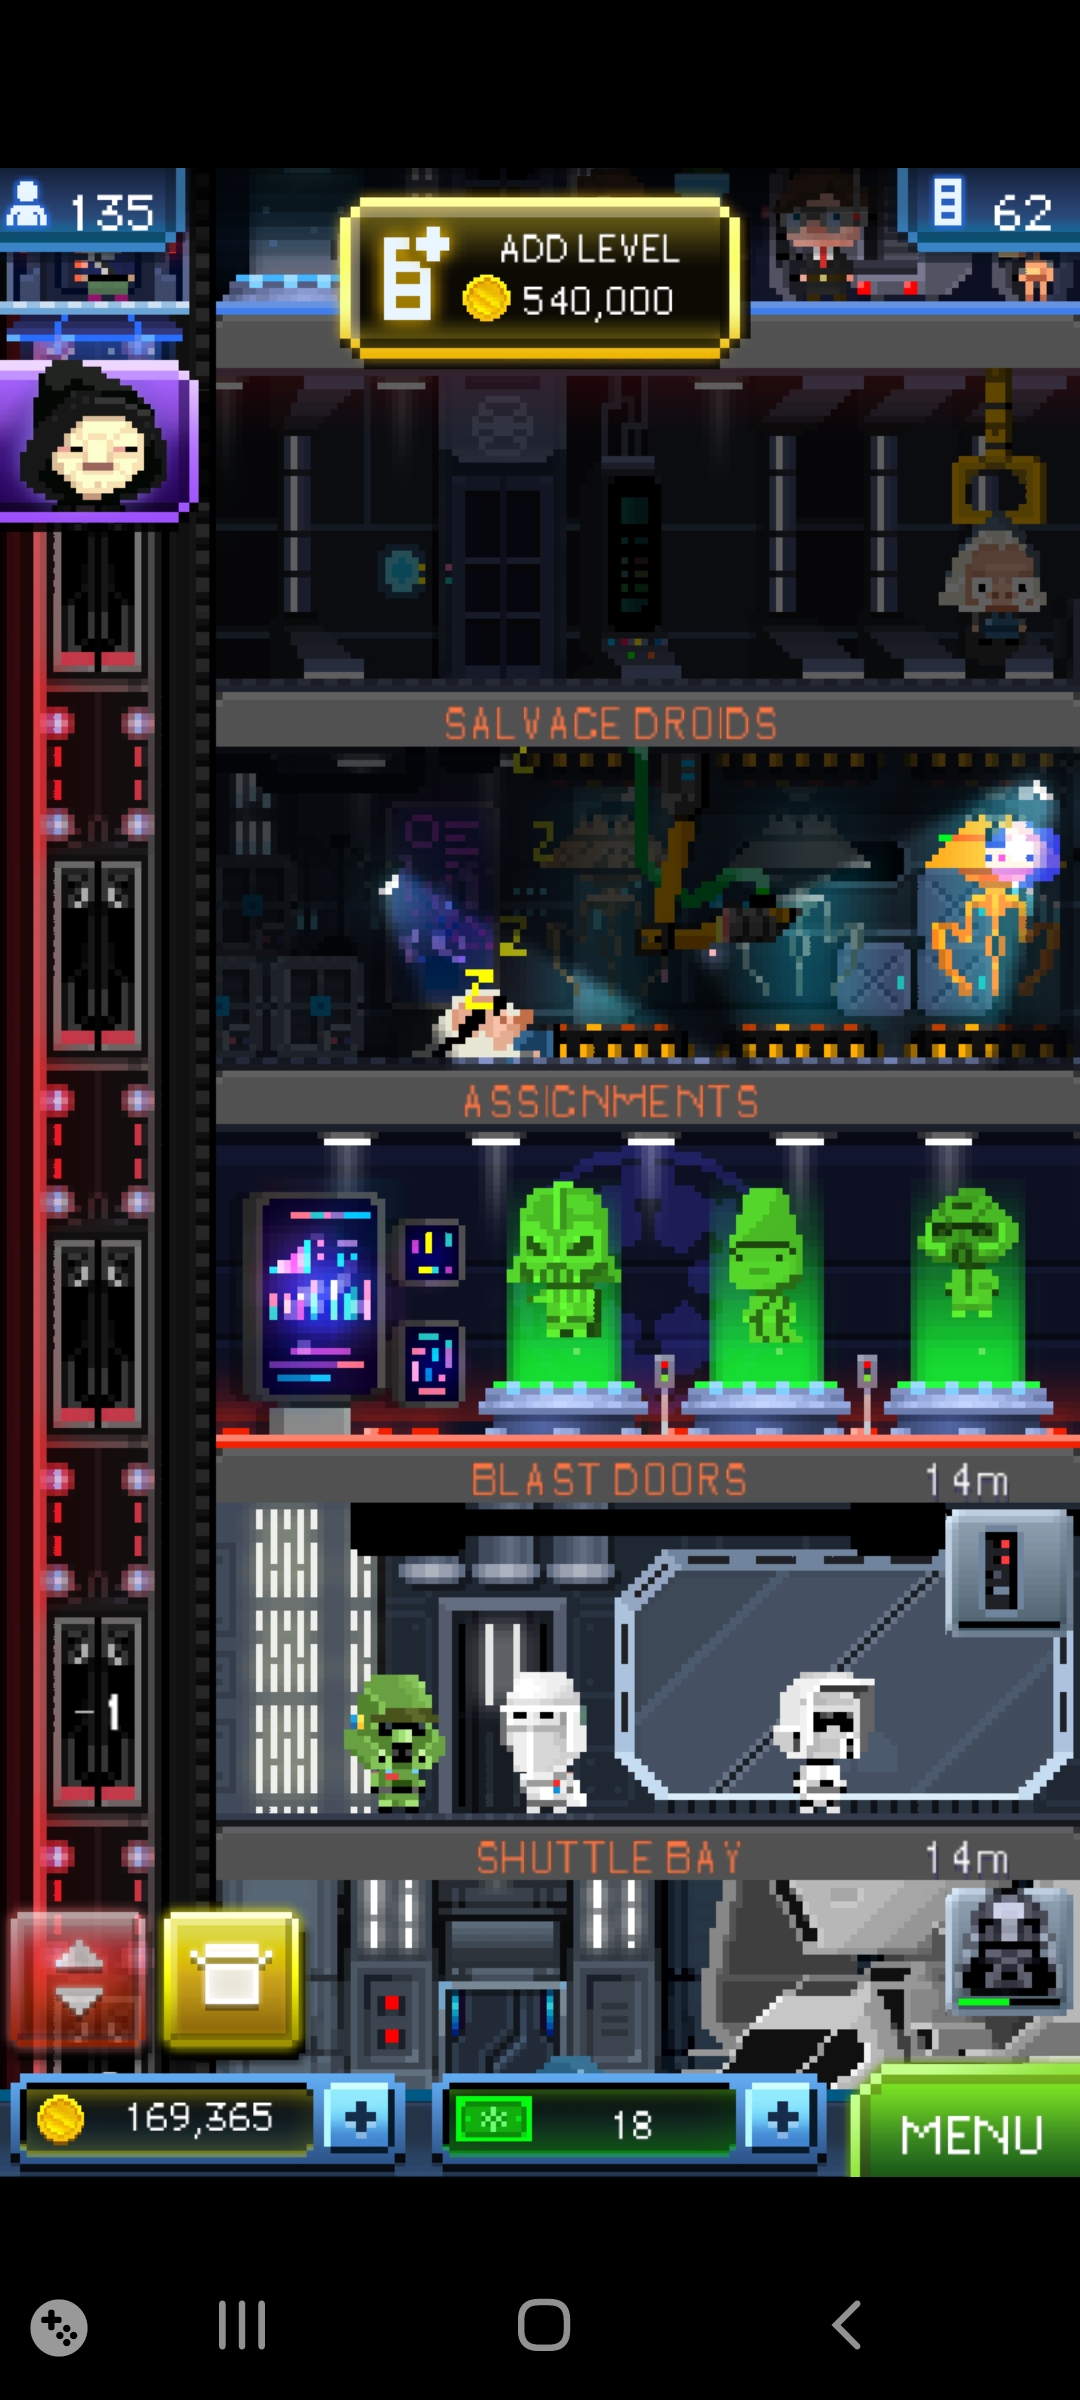 135
ADD LEVEL
540,000
62
SALVAGE DROIDS
Z
Z
Z
ASSIGNMENTS
BLAST DOORS 14m
-1
SHUTTLE BAY 14m
169,365
18
MENU